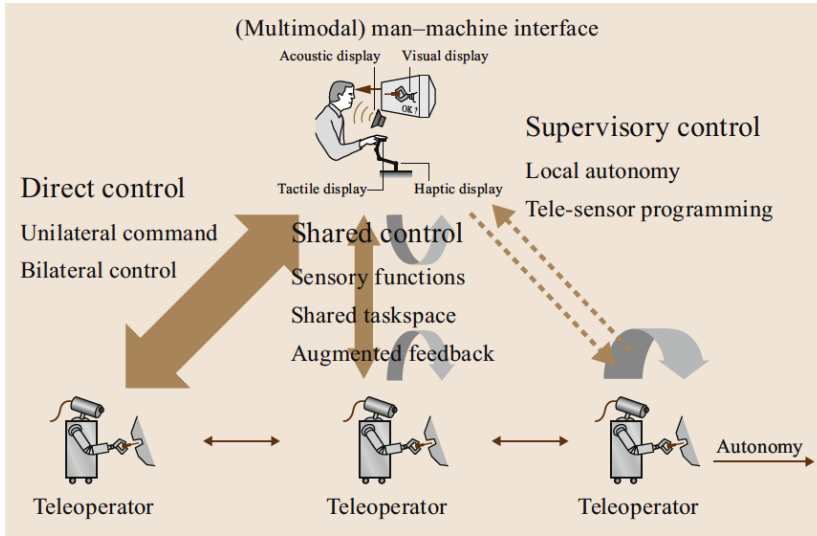 (Multimodal) man–machine interface
Acoustic display
Visual display
OK ?
Tactile display
Haptic display
Direct control
Unilateral command
Bilateral control
Shared control
Sensory functions
Shared taskspace
Augmented feedback
Supervisory control
Local autonomy
Tele-sensor programming
Autonomy
Teleoperator
Teleoperator
Teleoperator